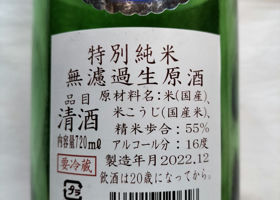 特別純米
無濾過生原酒
品目
清酒
内容量720mℓ
要冷蔵
原材料名:米(国産)、
米こうじ(国産米)、
精米歩合:55%
アルコール分:16度
製造年月2022.12
飲酒は20歳になってから。